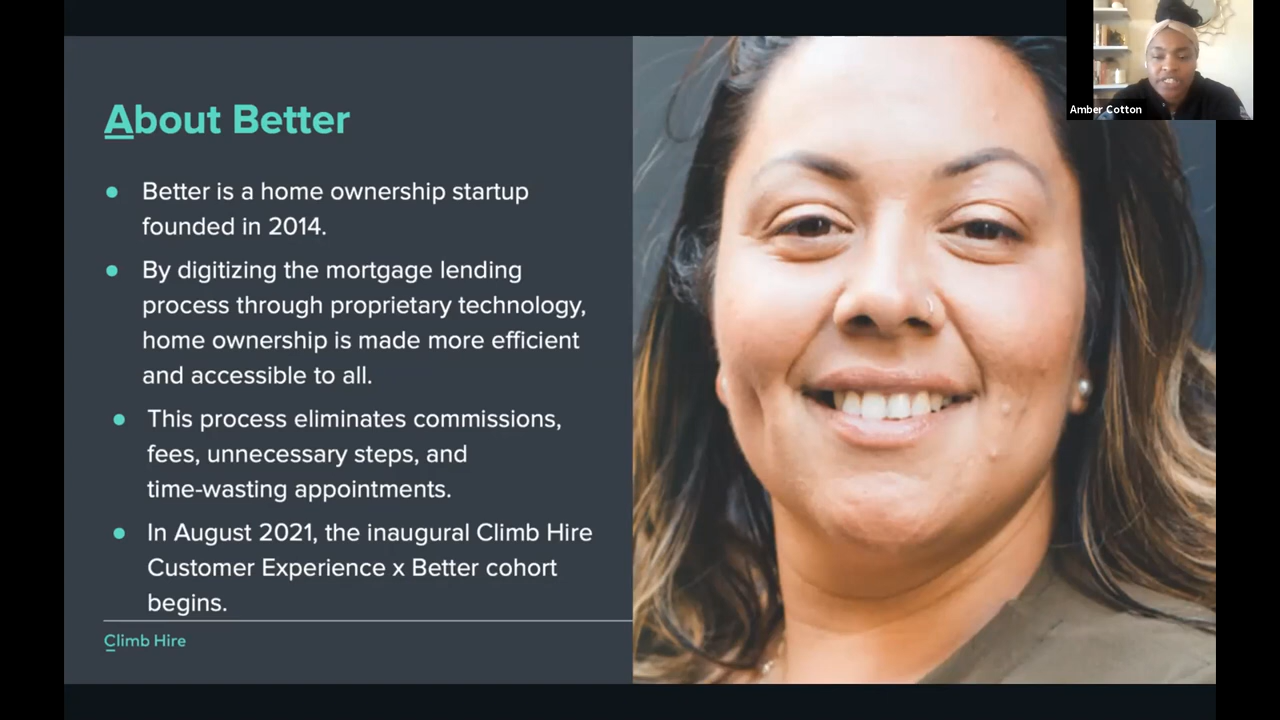 About Better
Better is a home ownership startup
founded in 2014.
By digitizing the mortgage lending
process through proprietary technology,
home ownership is made more efficient
and accessible to all.
This process eliminates commissions,
fees, unnecessary steps, and
time-wasting appointments.
In August 2021, the inaugural Climb Hire
Customer Experience x Better cohort
begins.
Climb Hire
Amber Cotton